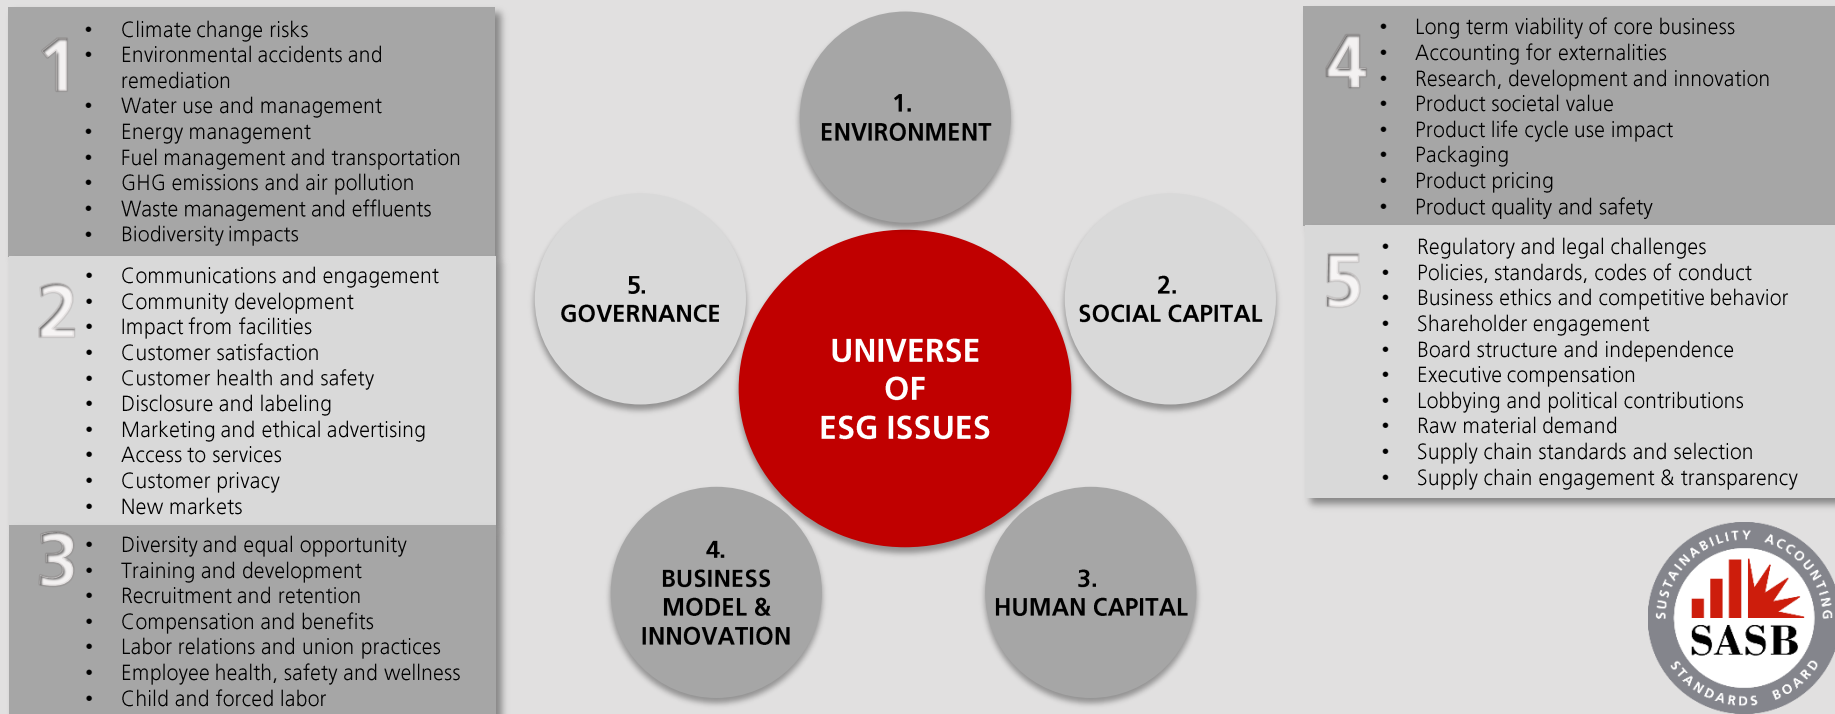 1
• Climate change risks
• Environmental accidents and
remediation
• Water use and management
• Energy management
• Fuel management and transportation
• GHG emissions and air pollution
• Waste management and effluents
• Biodiversity impacts
2
• Communications and engagement
• Community development
• Impact from facilities
• Customer satisfaction
• Customer health and safety
• Disclosure and labeling
• Marketing and ethical advertising
• Access to services
• Customer privacy
• New markets
3
• Diversity and equal opportunity
• Training and development
• Recruitment and retention
• Compensation and benefits
• Labor relations and union practices
• Employee health, safety and wellness
• Child and forced labor
1.
ENVIRONMENT
2.
SOCIAL CAPITAL
3.
HUMAN CAPITAL
4.
BUSINESS
MODEL &
INNOVATION
5.
GOVERNANCE
UNIVERSE
OF
ESG ISSUES
4
• Long term viability of core business
• Accounting for externalities
• Research, development and innovation
• Product societal value
• Product life cycle use impact
• Packaging
• Product pricing
• Product quality and safety
5
• Regulatory and legal challenges
• Policies, standards, codes of conduct
• Business ethics and competitive behavior
• Shareholder engagement
• Board structure and independence
• Executive compensation
• Lobbying and political contributions
• Raw material demand
• Supply chain standards and selection
• Supply chain engagement & transparency
SUSTAINABILITY ACCOUNTING
SASB
STANDARDS BOARD